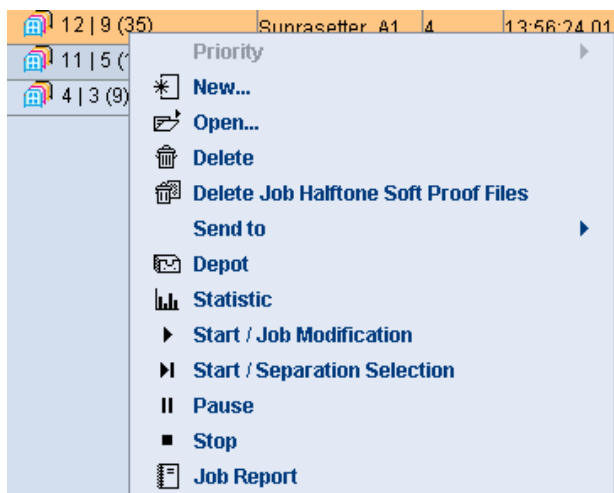 12 | 9 (35) Suprasetter A1 4 13:56:24 01
11 | 5 (
4 | 3 (9)
Priority
New...
Open...
Delete
Delete Job Halftone Soft Proof Files
Send to
Depot
Statistic
Start / Job Modification
Start / Separation Selection
Pause
Stop
Job Report